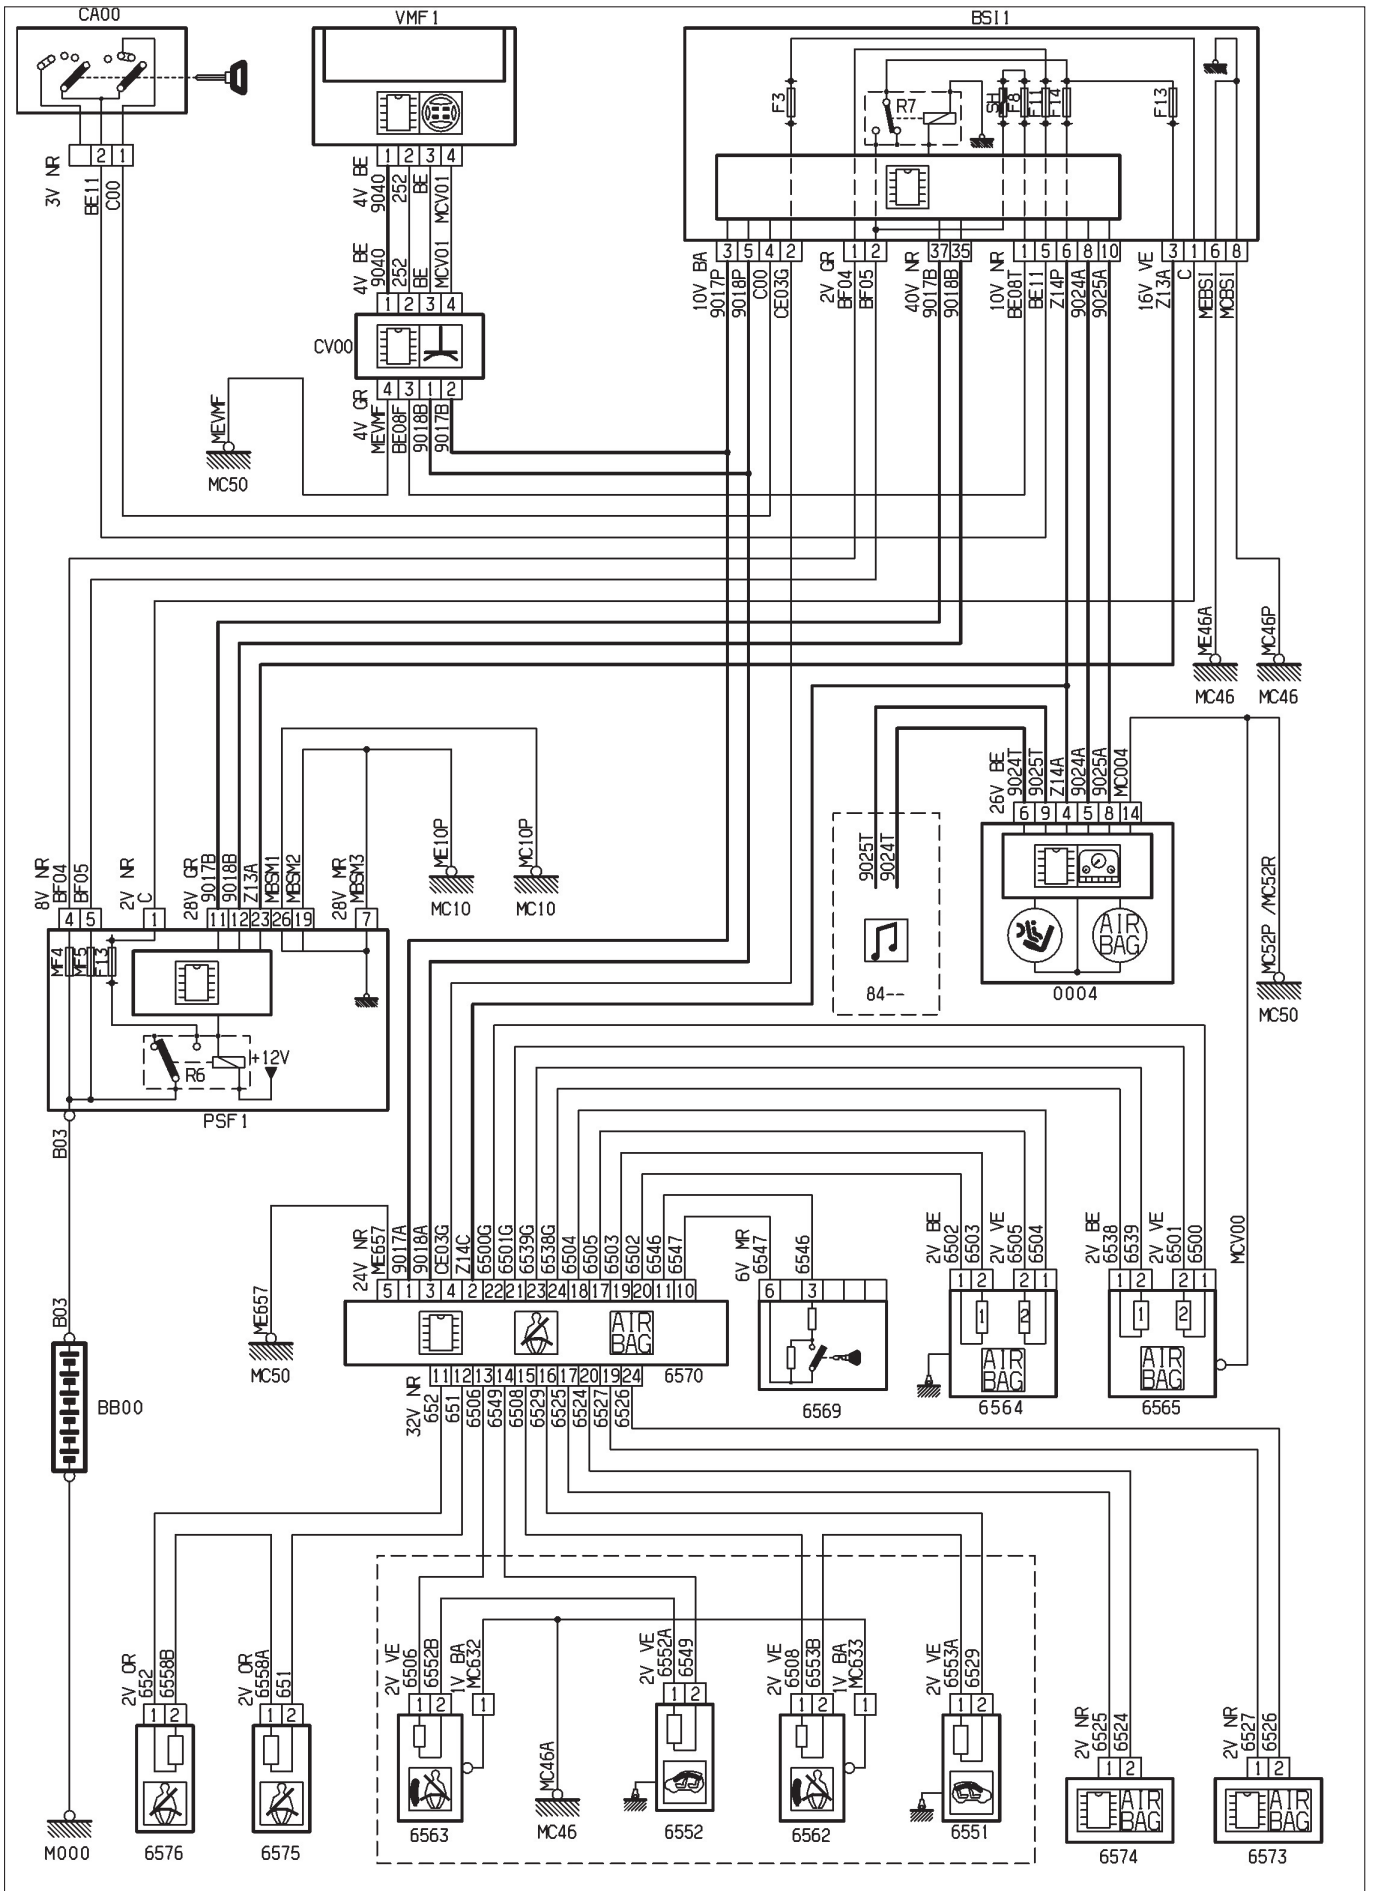 CA00
VMF1
BSI1
F3
R7
SH
F8
F11
F14
F13
3V NR
2 1
BE11
C00
1 2 3 4
4V BE
9040
252
BE
MCV01
4V BE
9040
252
BE
MCV01
1 2 3 4
CV00
4 3 1 2
4V GR
MEVMF
BE08F
9018B
9017B
MEVMF
MC50
3 5 4 2
10V BA
9017P
9018P
C00
CE03G
1 2
2V GR
BF04
BF05
37 35
40V NR
9017B
9018B
1 5 6 8 10
10V NR
BE08T
BE11
Z14P
9024A
9025A
3 1 6 8
16V VE
Z13A
C
MEBSI
MCBSI
ME46A
MC46
MC46P
MC46
26V BE
9024T
9025T
Z14A
9024A
9025A
MC004
6 9 4 5 8 14
AIR
BAG
0004
9025T
9024T
84--
MC52P /MC52R
MC50
ME10P
MC10
MC10P
MC10
8V NR
BF04
BF05
2V NR
C
28V GR
9017B
9018B
Z13A
MBSM1
MBSM2
28V MR
MBSM3
4 5
1
11 12 23 26 19
7
MF4
MF5
F13
R6
+12V
PSF1
B03
B03
BB00
M000
ME657
MC50
24V NR
ME657
9017A
9018A
CE03G
Z14C
6500G
6501G
6539G
6538G
6504
6505
6503
6502
6546
6547
5 1 3 4 2 22 21 23 24 18 17 19 20 11 10
AIR
BAG
6570
6V MR
6547
6546
6 3
6569
2V BE
6502
6503
2V VE
6505
6504
1 2 2 1
1 2
AIR
BAG
6564
2V BE
6538
6539
2V VE
6501
6500
1 2 2 1
1 2
AIR
BAG
6565
MCV00
11 12 13 14 15 16 17 20 19 24
32V NR
652
651
6506
6549
6508
6529
6525
6524
6527
6526
2V OR
652
6558B
1 2
6576
2V OR
6558A
651
1 2
6575
2V VE
6506
6552B
1V BA
MC632
1 2
1
6563
MC46A
MC46
2V VE
6552A
6549
1 2
6552
2V VE
6508
6553B
1V BA
MC633
1 2
1
6562
2V VE
6553A
6529
1 2
6551
2V NR
6525
6524
1 2
AIR
BAG
6574
2V NR
6527
6526
1 2
AIR
BAG
6573